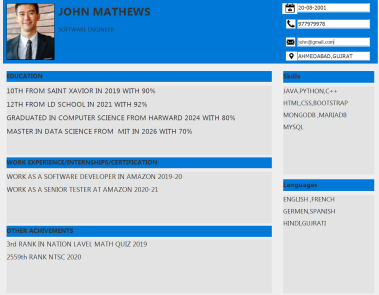 JOHN MATHEWS
SOFTWARE ENGINEER
20-08-2001
977979978
john@gmail.com
AHMEDABAD,GUJRAT
EDUCATION
10TH FROM SAINT XAVIOR IN 2019 WITH 90%
12TH FROM LD SCHOOL IN 2021 WITH 92%
GRADUATED IN COMPUTER SCIENCE FROM HARWARD 2024 WITH 80%
MASTER IN DATA SCIENCE FROM MIT IN 2026 WITH 70%
WORK EXPERIENCE/INTERNSHIPS/CERTIFICATION
WORK AS A SOFTWARE DEVELOPER IN AMAZON 2019-20
WORK AS A SENIOR TESTER AT AMAZON 2020-21
OTHER ACHIEVEMENTS
3rd RANK IN NATION LAVEL MATH QUIZ 2019
2559th RANK NTSC 2020
Skills
JAVA,PYTHON,C++
HTML,CSS,BOOTSTRAP
MONGODB ,MARIADB
MYSQL
Languages
ENGLISH ,FRENCH
GERMEN,SPANISH
HINDI,GUJRATI